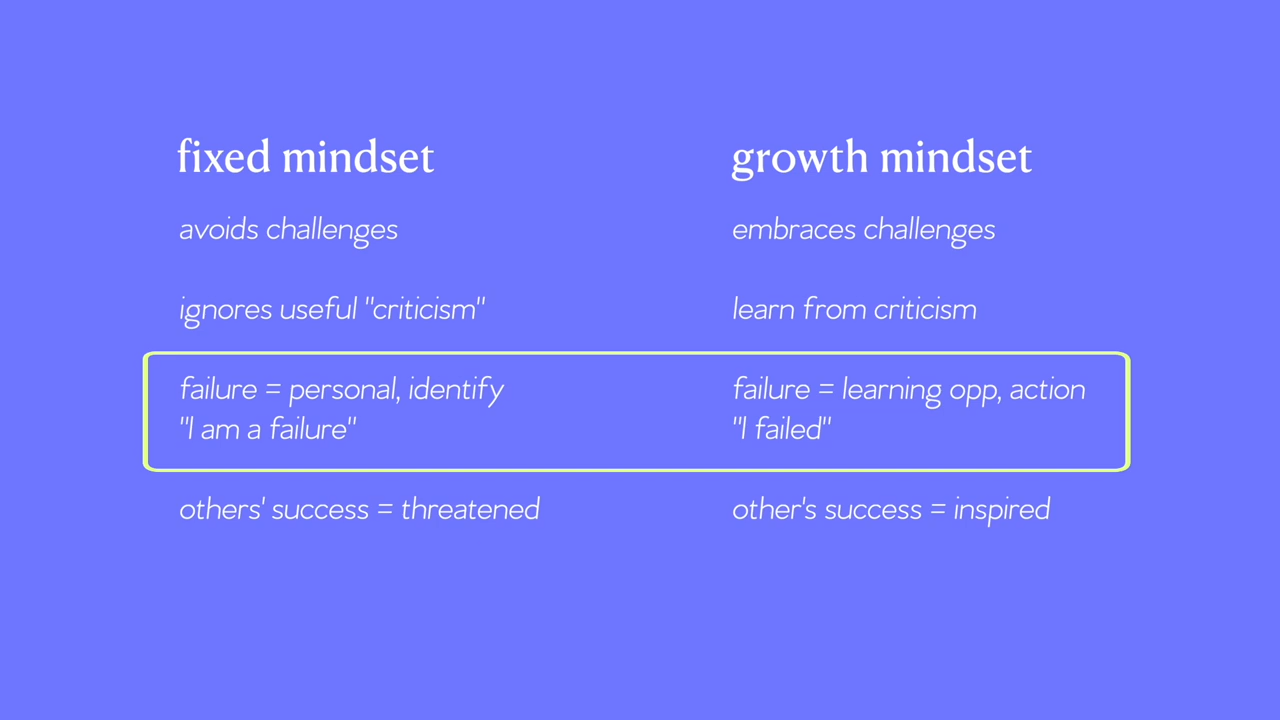 fixed mindset
growth mindset
avoids challenges
embraces challenges
ignores useful "criticism"
learn from criticism
failure = personal, identify
"I am a failure"
failure = learning opp, action
"I failed"
others' success = threatened
other's success = inspired